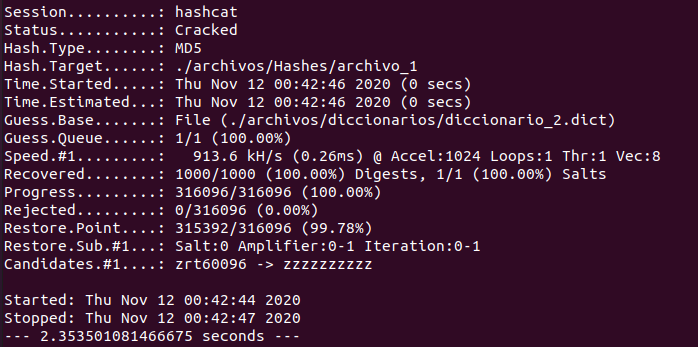 Session..........: hashcat
Status...........: Cracked
Hash.Type........: MD5
Hash.Target......: ./archivos/Hashes/archivo_1
Time.Started.....: Thu Nov 12 00:42:46 2020 (0 secs)
Time.Estimated...: Thu Nov 12 00:42:46 2020 (0 secs)
Guess.Base.......: File (./archivos/diccionarios/diccionario_2.dict)
Guess.Queue......: 1/1 (100.00%)
Speed.#1.........:   913.6 kH/s (0.26ms) @ Accel:1024 Loops:1 Thr:1 Vec:8
Recovered........: 1000/1000 (100.00%) Digests, 1/1 (100.00%) Salts
Progress.........: 316096/316096 (100.00%)
Rejected.........: 0/316096 (0.00%)
Restore.Point....: 315392/316096 (99.78%)
Restore.Sub.#1...: Salt:0 Amplifier:0-1 Iteration:0-1
Candidates.#1....: zrt60096 -> zzzzzzzzzz
Started: Thu Nov 12 00:42:44 2020
Stopped: Thu Nov 12 00:42:47 2020
--- 2.353501081466675 seconds ---